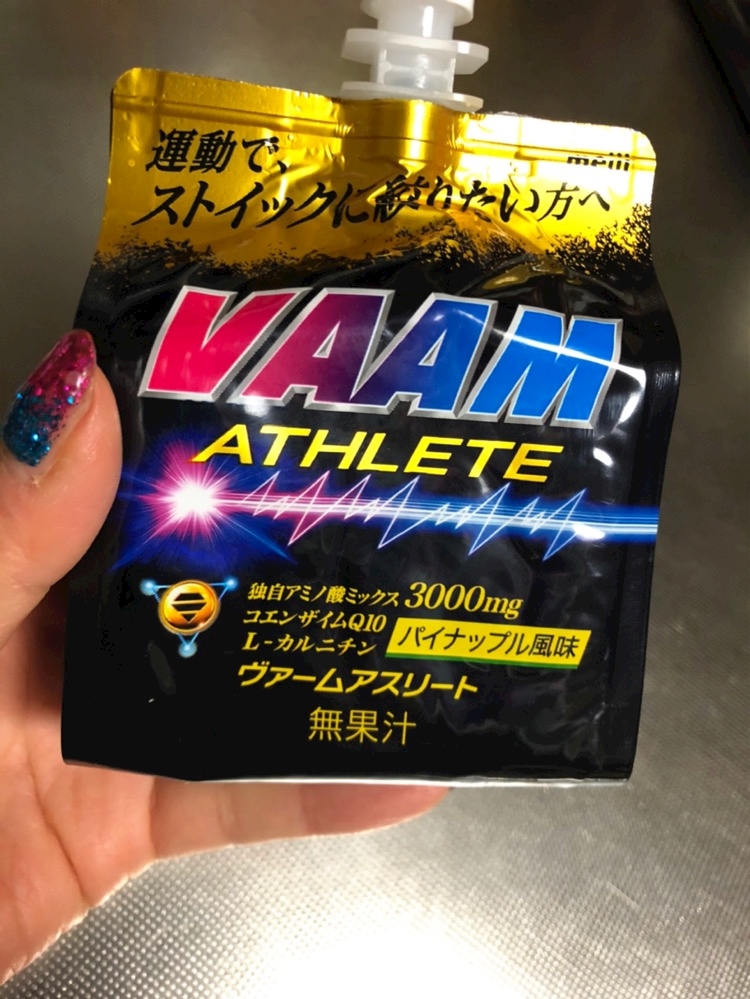 運動で、
meiji
ストイックに絞りたい方へ
VAAM
ATHLETE
独自アミノ酸ミックス 3000mg
コエンザイムQ10
L-カルニチン パイナップル風味
ヴァームアスリート
無果汁